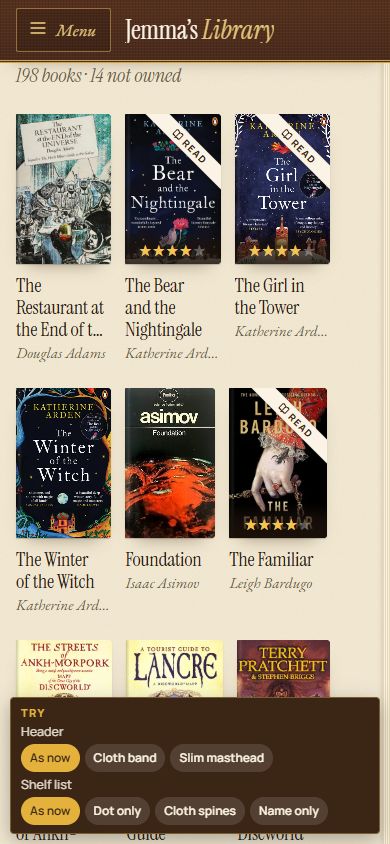 Menu
Jemma's Library
198 books · 14 not owned
The
RESTAURANT
AT THE END OF THE
UNIVERSE
Douglas Adams
KATHERINE
ARDEN
READ
The
Bear
and the
Nightingale
KATHERINE
ARDEN
READ
The
Girl
in the
Tower
The
Restaurant at
the End of t...
Douglas Adams
The Bear
and the
Nightingale
Katherine Ard...
The Girl in
the Tower
Katherine Ard...
KATHERINE
ARDEN
The
Winter
of the
Witch
asimov
Foundation
LEIGH
BARDUGO
READ
THE
The Winter
of the Witch
Katherine Ard...
Foundation
Isaac Asimov
The Familiar
Leigh Bardugo
THE STREETS
of
ANKH-MORPORK
DISCWORLD
A TOURIST GUIDE TO
LANCRE
TERRY
PRATCHETT
& STEPHEN BRIGGS
TRY
Header
As now
Cloth band
Slim masthead
Shelf list
As now
Dot only
Cloth spines
Name only
of Ankh-
Guide
Discworld